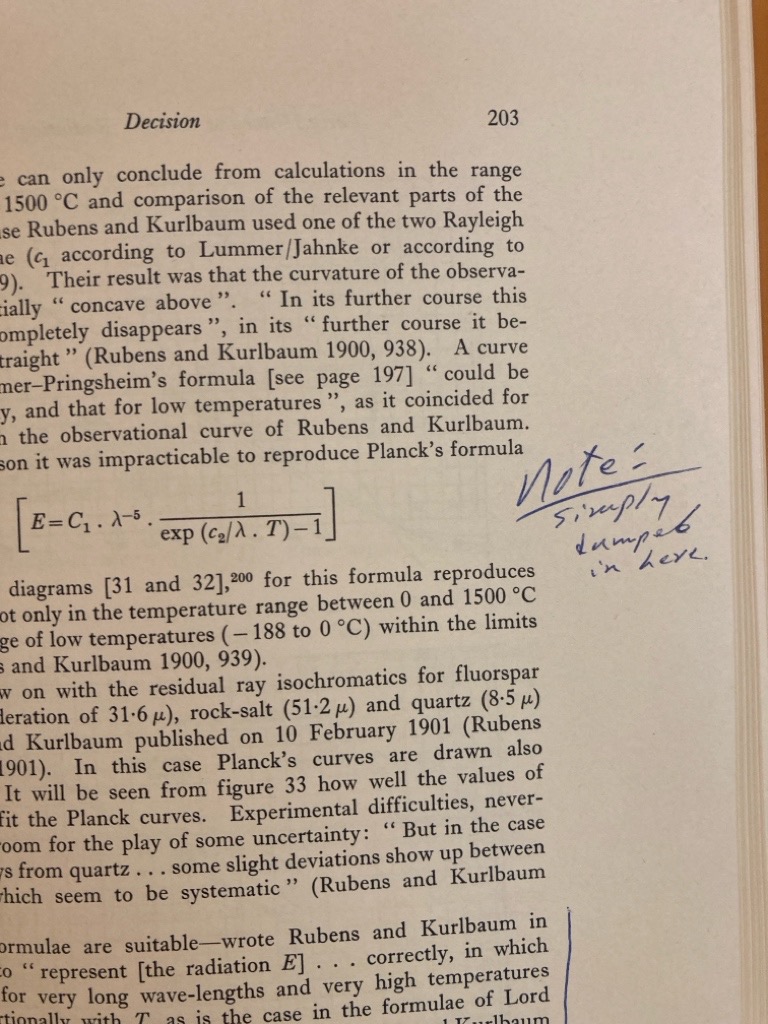 Decision 203
e can only conclude from calculations in the range
1500 °C and comparison of the relevant parts of the
se Rubens and Kurlbaum used one of the two Rayleigh
ne (c₁ according to Lummer/Jahnke or according to
9). Their result was that the curvature of the observa-
tially “ concave above ”. “ In its further course this
ompletely disappears ”, in its “ further course it be-
traight ” (Rubens and Kurlbaum 1900, 938). A curve
mer–Pringsheim's formula [see page 197] “ could be
y, and that for low temperatures ”, as it coincided for
n the observational curve of Rubens and Kurlbaum.
son it was impracticable to reproduce Planck's formula
[E=C₁ . λ⁻⁵ . 1 / exp (c₂/λ . T)−1]
Note:
simply
dumped
in here.
diagrams [31 and 32],²⁰⁰ for this formula reproduces
ot only in the temperature range between 0 and 1500 °C
ge of low temperatures (−188 to 0 °C) within the limits
s and Kurlbaum 1900, 939).
w on with the residual ray isochromatics for fluorspar
deration of 31·6 μ), rock-salt (51·2 μ) and quartz (8·5 μ)
nd Kurlbaum published on 10 February 1901 (Rubens
1901). In this case Planck's curves are drawn also
It will be seen from figure 33 how well the values of
fit the Planck curves. Experimental difficulties, never-
oom for the play of some uncertainty: “ But in the case
ys from quartz . . . some slight deviations show up between
which seem to be systematic ” (Rubens and Kurlbaum
ormulae are suitable—wrote Rubens and Kurlbaum in
to “ represent [the radiation E] . . . correctly, in which
for very long wave-lengths and very high temperatures
rtionally with T as is the case in the formulae of Lord
Kurlbaum